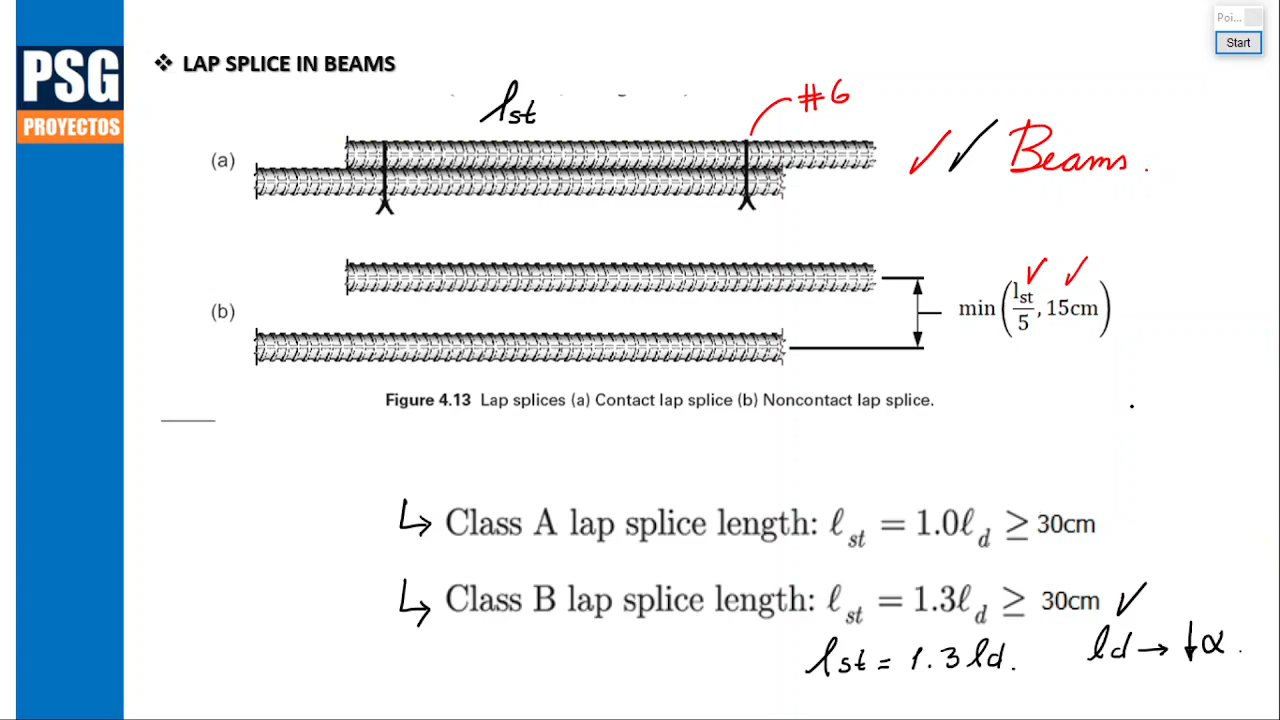 Poi...
Start
PSG
PROYECTOS
❖ LAP SPLICE IN BEAMS
lst
#6
(a)
✓ ✓ Beams.
(b)
min (lst/5, 15cm)
Figure 4.13 Lap splices (a) Contact lap splice (b) Noncontact lap splice.
↳ Class A lap splice length: ℓst = 1.0ℓd ≥ 30cm
↳ Class B lap splice length: ℓst = 1.3ℓd ≥ 30cm ✓
lst = 1.3 ld.
ld → ↓α.